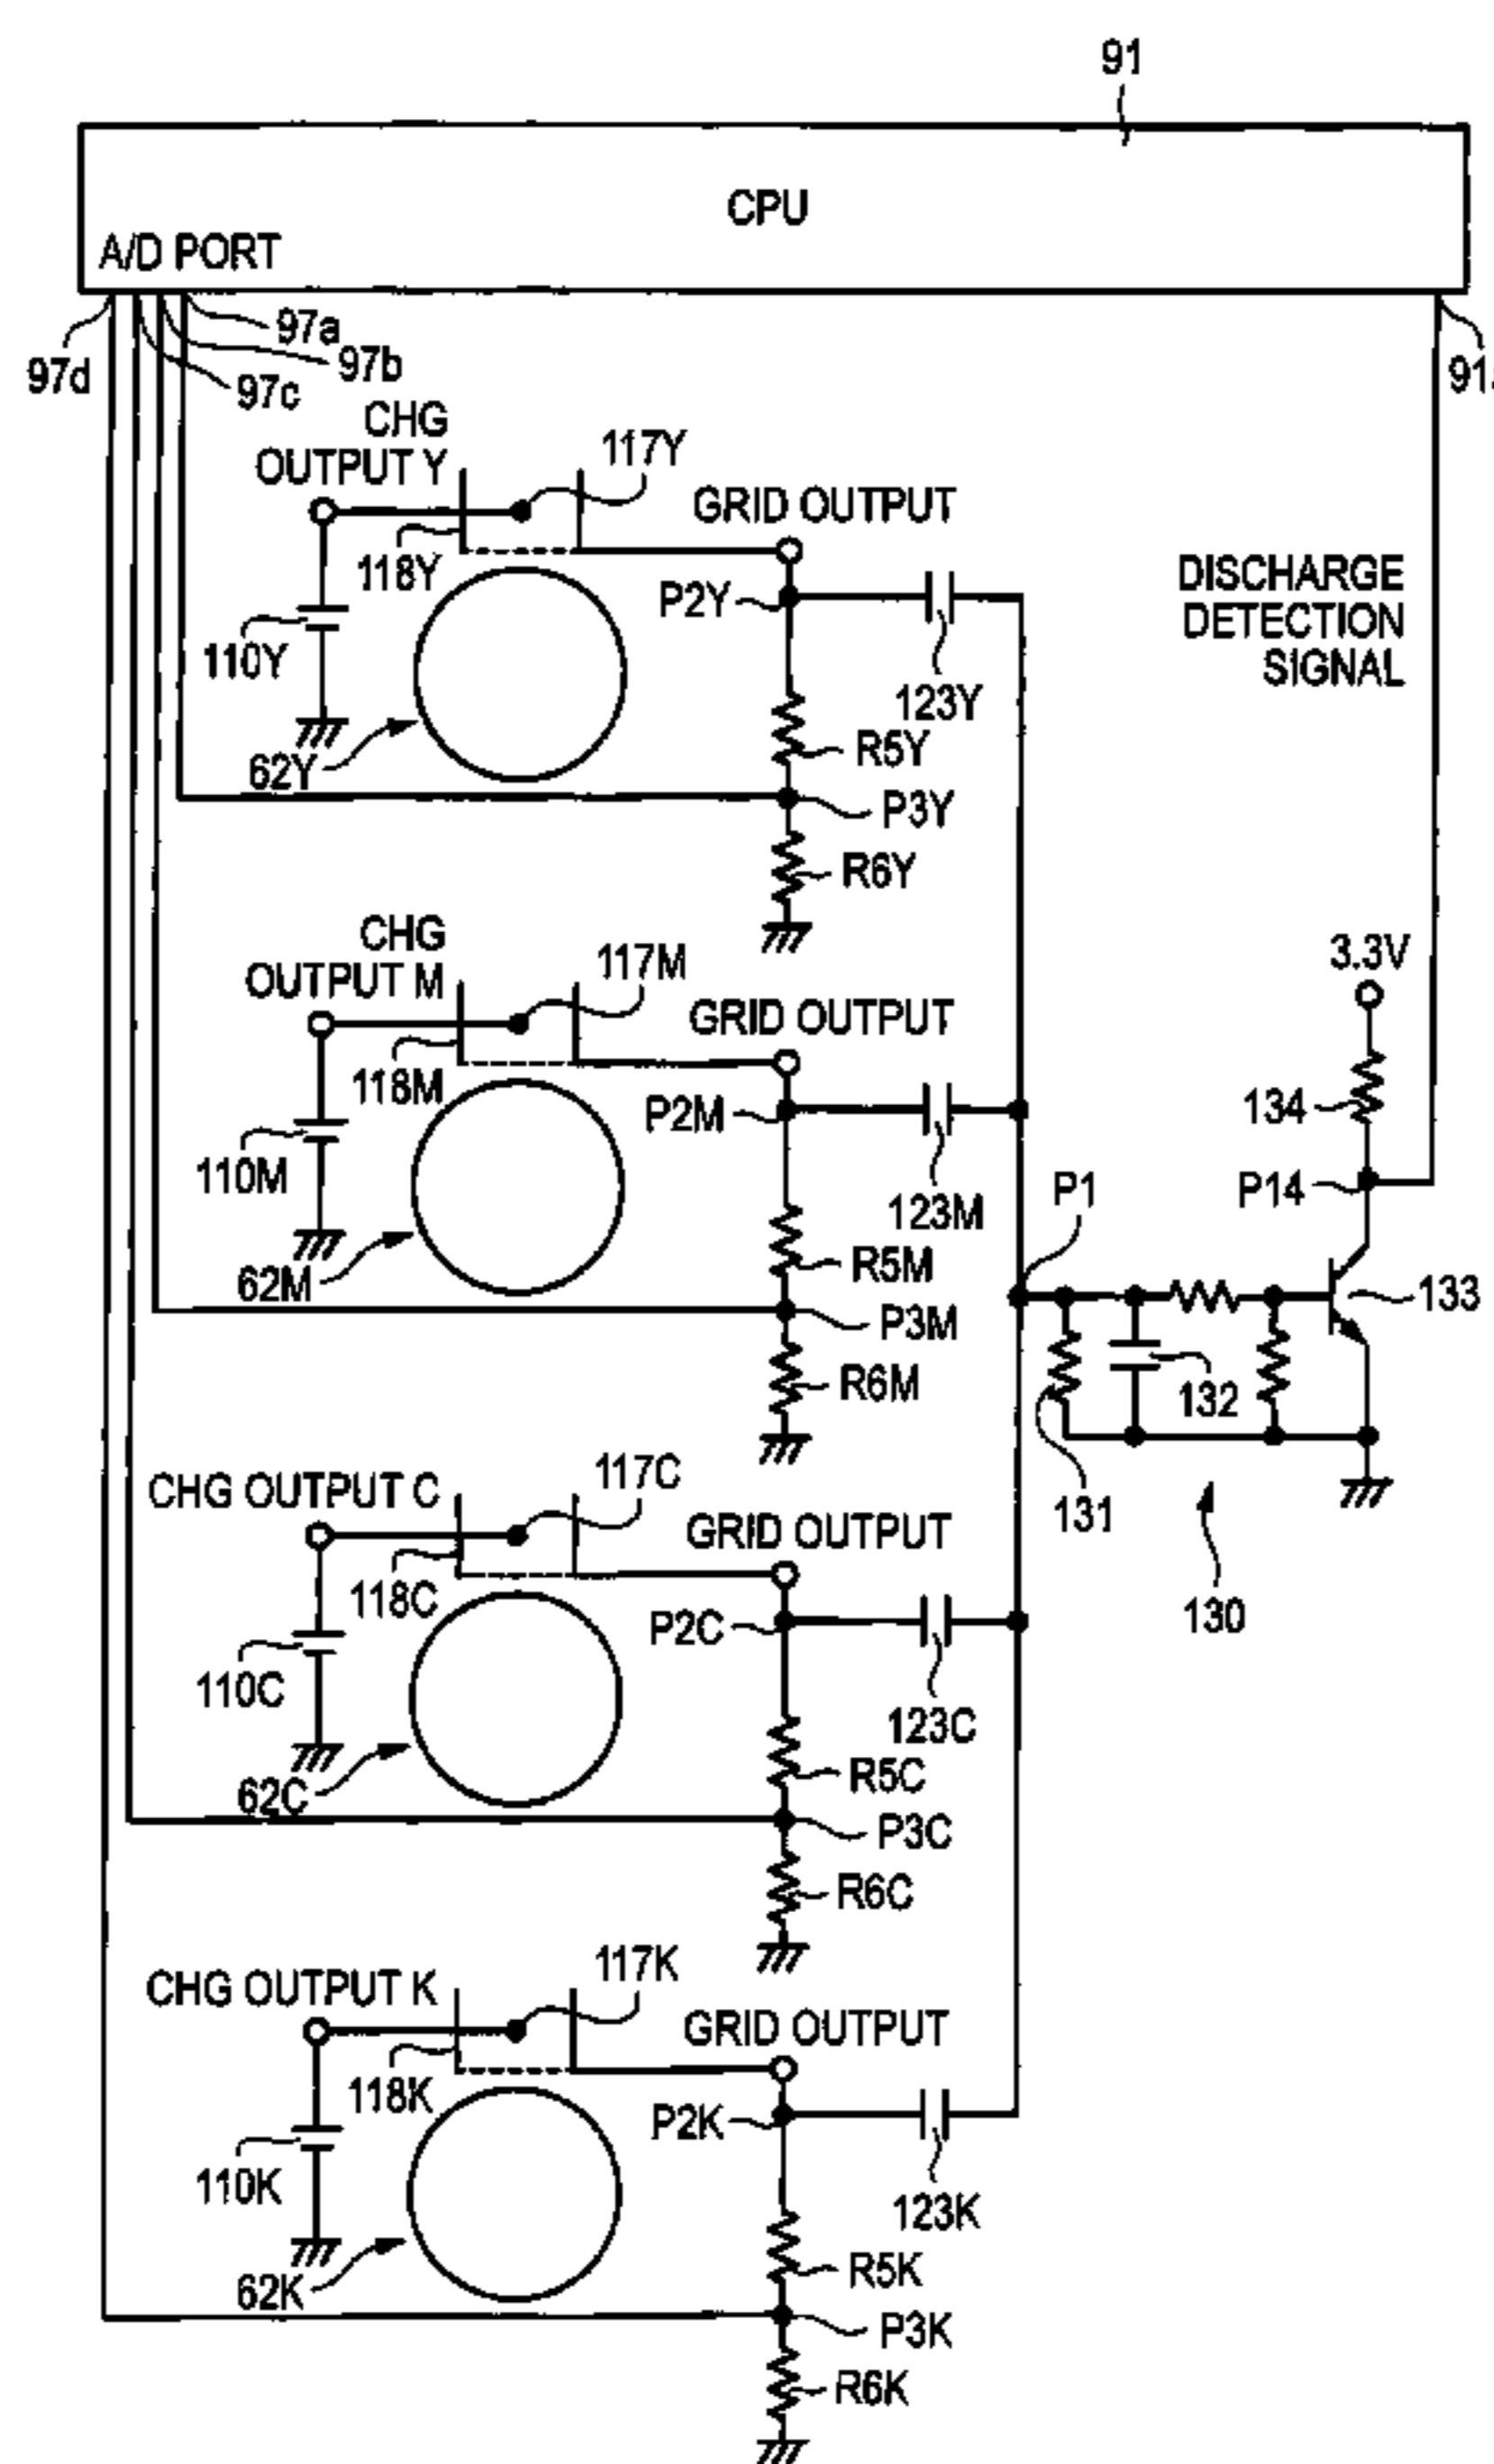 91
CPU
A/D PORT
97a
97b
97c
97d
CHG
OUTPUT Y
117Y
GRID OUTPUT
118Y
P2Y
DISCHARGE
DETECTION
SIGNAL
110Y
123Y
R5Y
62Y
P3Y
R6Y
CHG
OUTPUT M
117M
3.3V
GRID OUTPUT
118M
P2M
134
110M
123M
P1
P14
R5M
62M
133
P3M
R6M
132
CHG OUTPUT C
117C
131
GRID OUTPUT
118C
P2C
130
110C
123C
R5C
62C
P3C
R6C
CHG OUTPUT K
117K
GRID OUTPUT
118K
P2K
110K
123K
R5K
62K
P3K
R6K